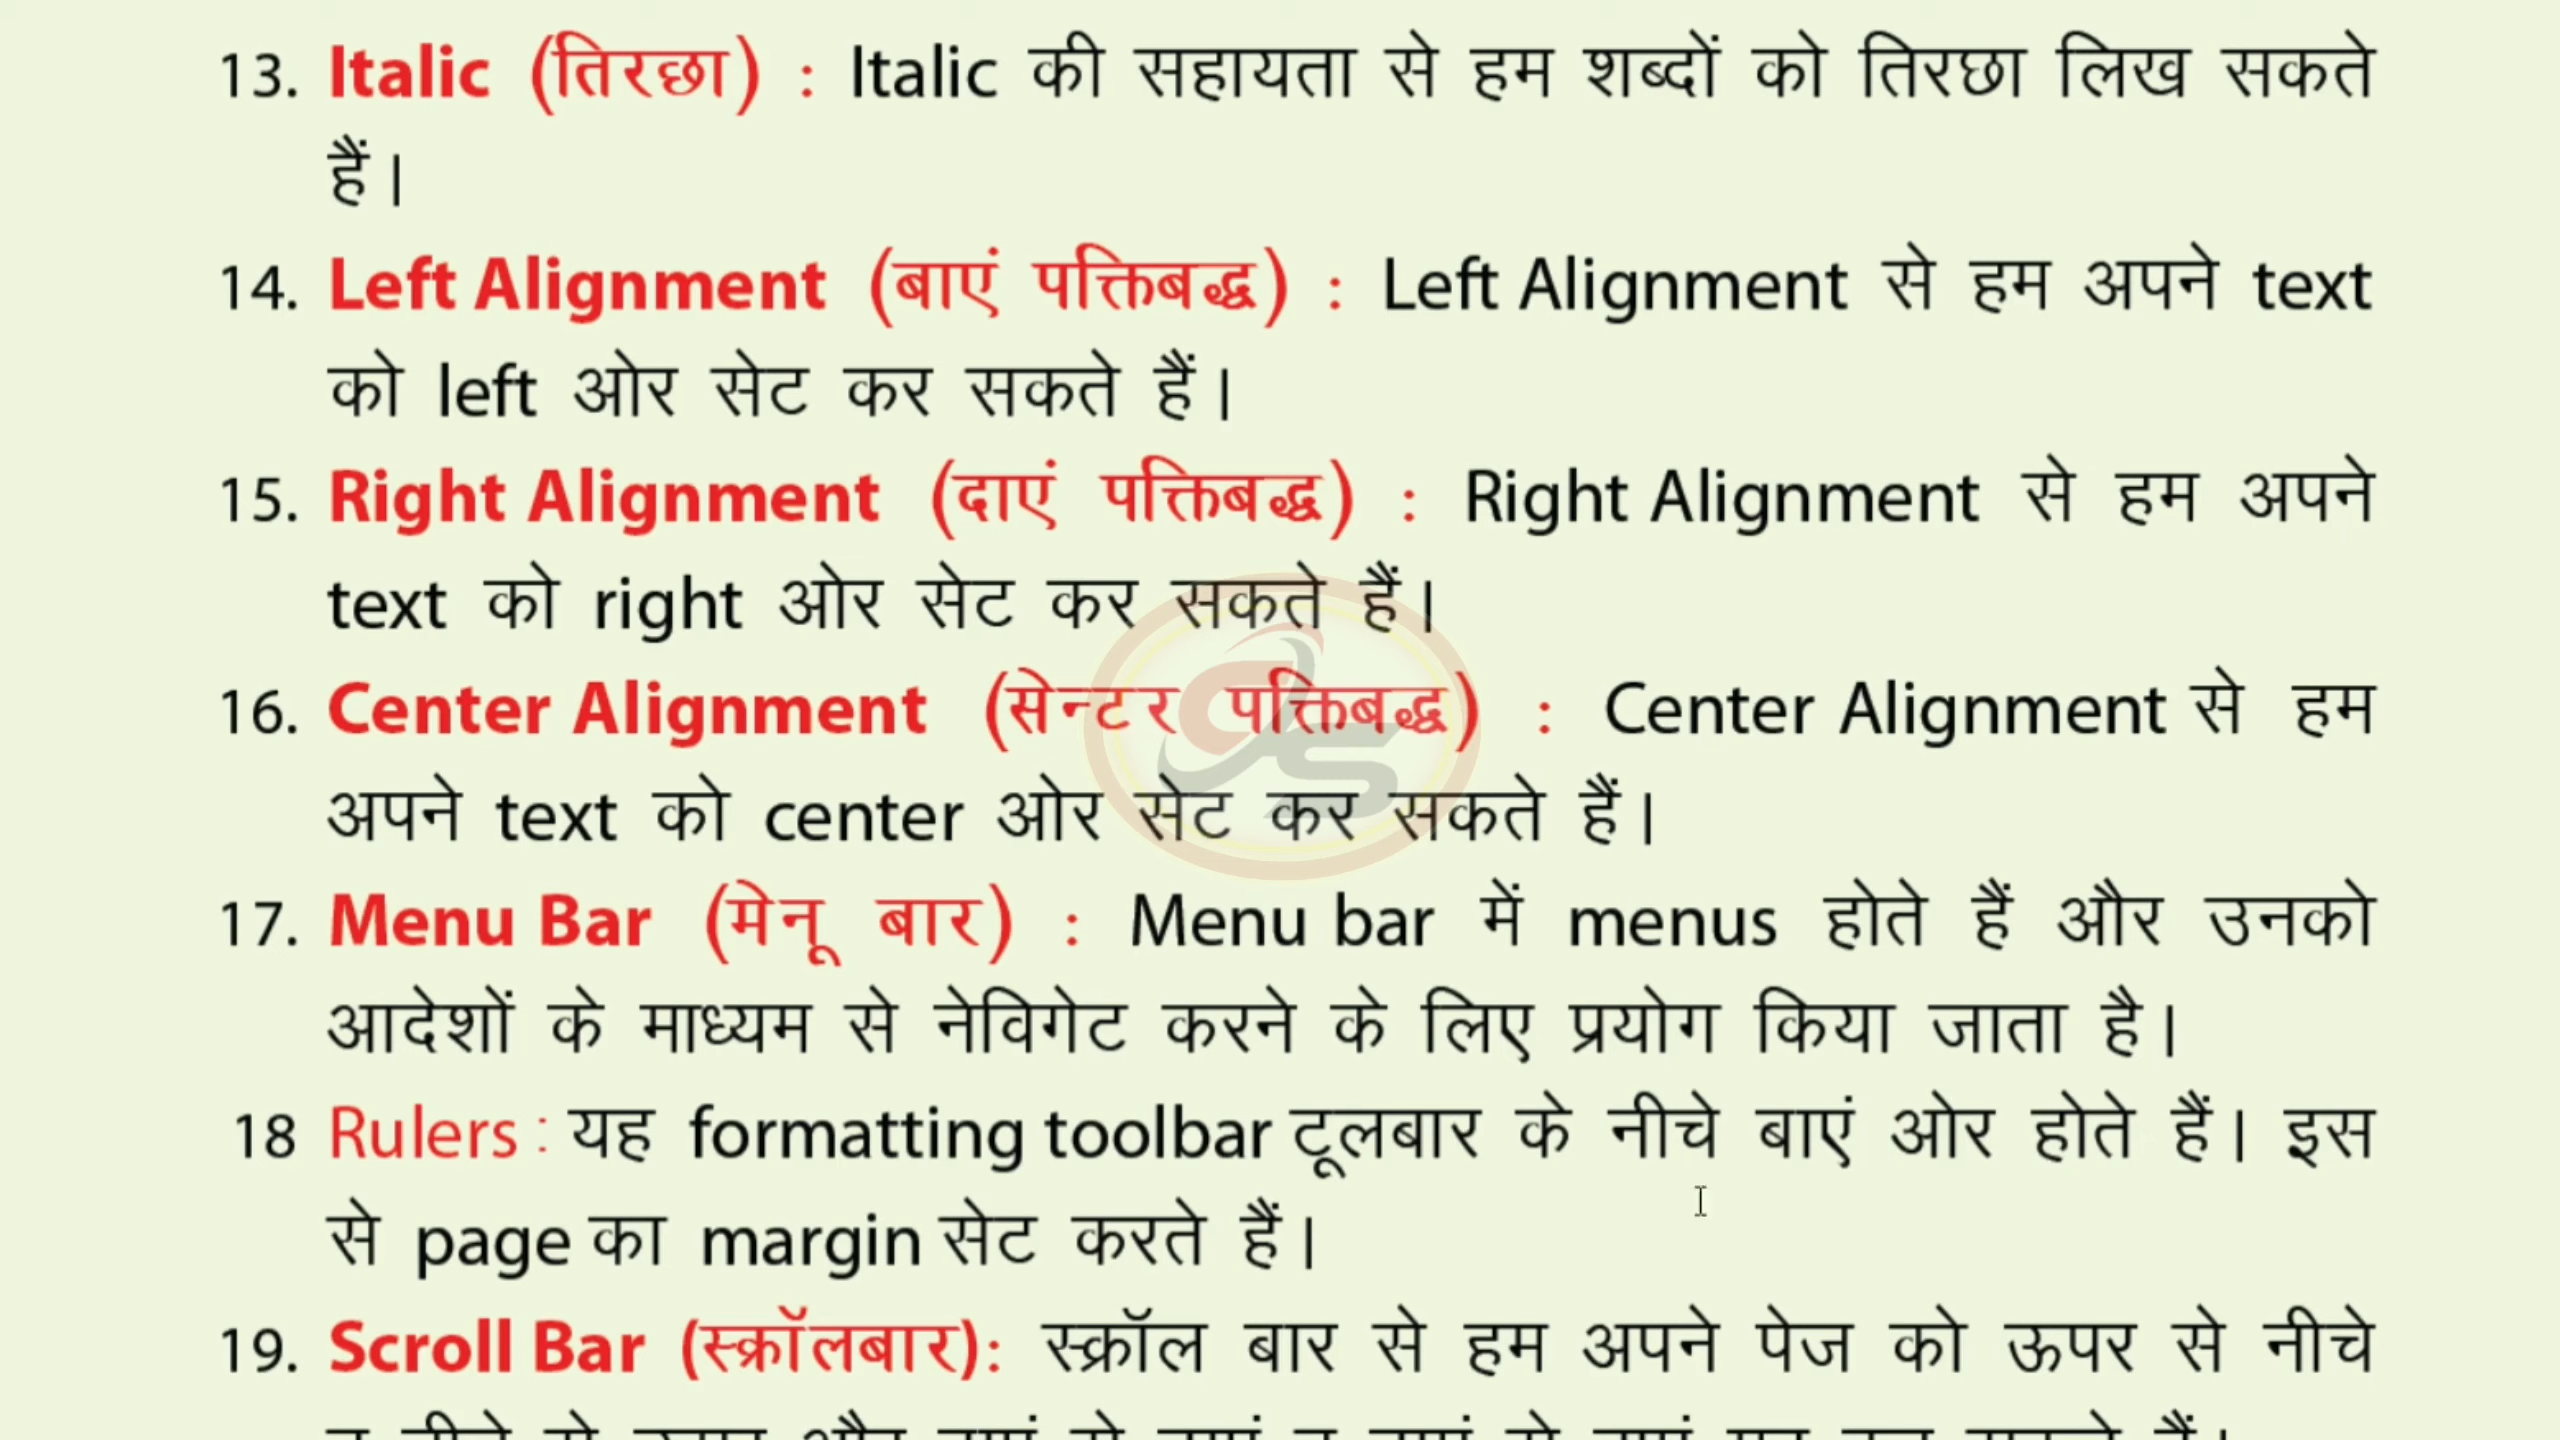 13. Italic (तिरछा) : Italic की सहायता से हम शब्दों को तिरछा लिख सकते
हैं।
14. Left Alignment (बाएं पक्तिबद्ध) : Left Alignment से हम अपने text
को left ओर सेट कर सकते हैं।
15. Right Alignment (दाएं पक्तिबद्ध) : Right Alignment से हम अपने
text को right ओर सेट कर सकते हैं।
16. Center Alignment (सेन्टर पक्तिबद्ध) : Center Alignment से हम
अपने text को center ओर सेट कर सकते हैं।
17. Menu Bar (मेनू बार) : Menu bar में menus होते हैं और उनको
आदेशों के माध्यम से नेविगेट करने के लिए प्रयोग किया जाता है।
18 Rulers : यह formatting toolbar टूलबार के नीचे बाएं ओर होते हैं। इस
से page का margin सेट करते हैं।
19. Scroll Bar (स्क्रॉलबार): स्क्रॉल बार से हम अपने पेज को ऊपर से नीचे